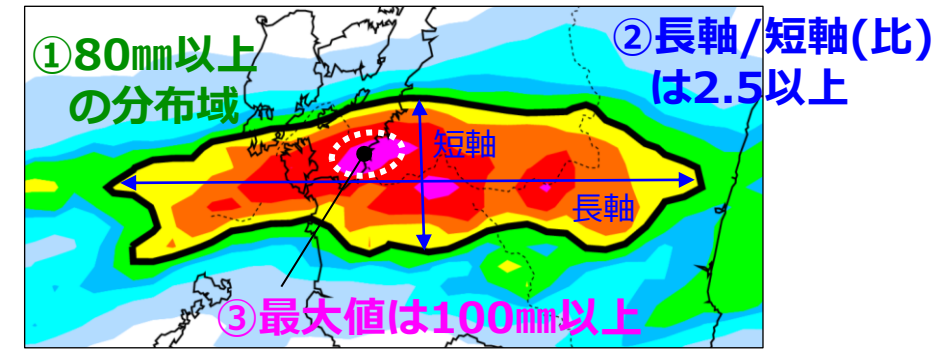 ①80㎜以上
の分布域
②長軸/短軸(比)
は2.5以上
短軸
長軸
③最大値は100㎜以上